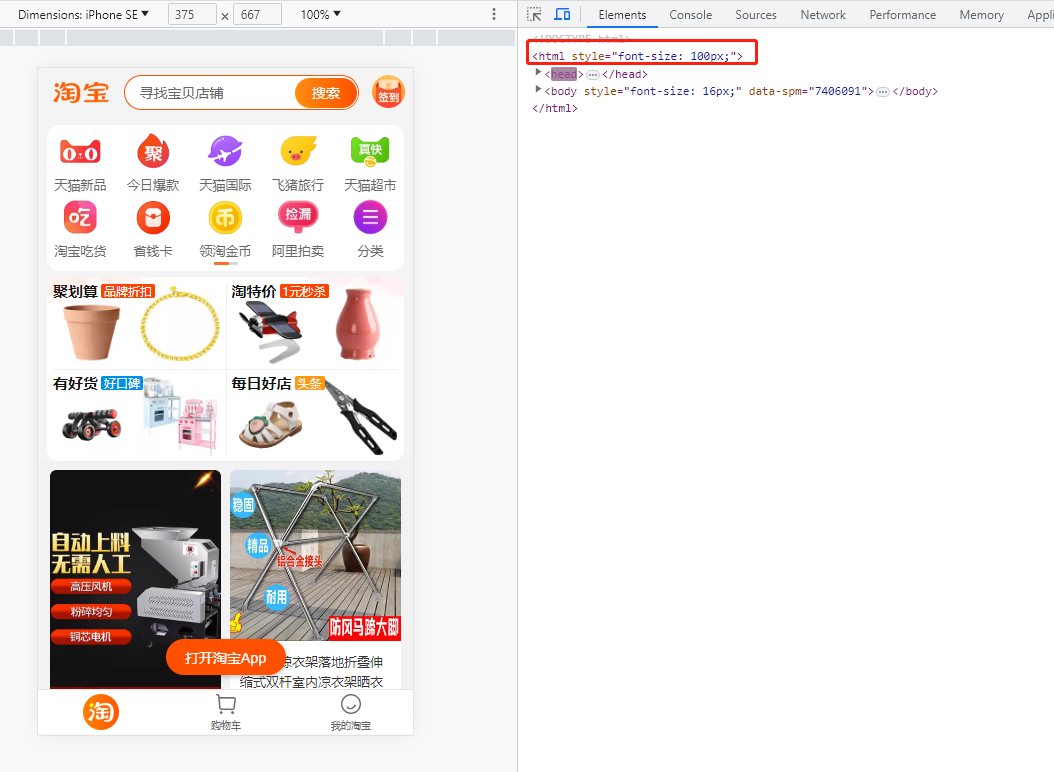 Dimensions: iPhone SE ▼ 375 × 667 100% ▼
Elements Console Sources Network Performance Memory Appli
<!DOCTYPE html>
<html style="font-size: 100px;">
<head> … </head>
<body style="font-size: 16px;" data-spm="7406091"> … </body>
</html>
淘宝 寻找宝贝店铺 搜索 签到
聚 真快
天猫新品 今日爆款 天猫国际 飞猪旅行 天猫超市
吃 币 捡漏
淘宝吃货 省钱卡 领淘金币 阿里拍卖 分类
聚划算 品牌折扣 淘特价 1元秒杀
有好货 好口碑 每日好店 头条
自动上料
无需人工
高压风机
粉碎均匀
铜芯电机
稳固
精品
铝合金接头
耐用
防风马蹄大脚
凉衣架落地折叠伸
缩式双杆室内凉衣架晒衣
打开淘宝App
淘 购物车 我的淘宝